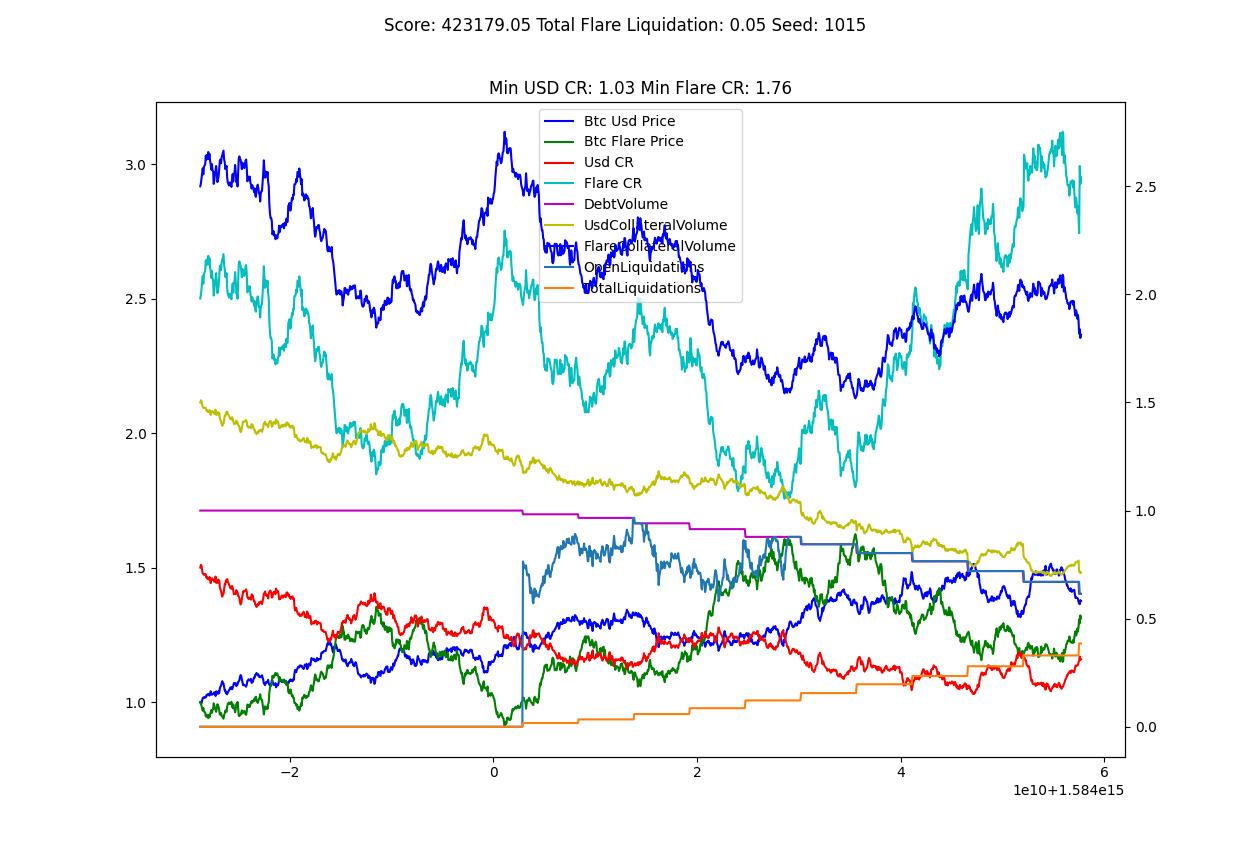 Score: 423179.05 Total Flare Liquidation: 0.05 Seed: 1015
Min USD CR: 1.03 Min Flare CR: 1.76
Btc Usd Price
Btc Flare Price
Usd CR
Flare CR
DebtVolume
UsdCollateralVolume
FlareCollateralVolume
OpenLiquidations
TotalLiquidations
3.0
2.5
2.0
1.5
1.0
2.5
2.0
1.5
1.0
0.5
0.0
−2
0
2
4
6
1e10+1.584e15